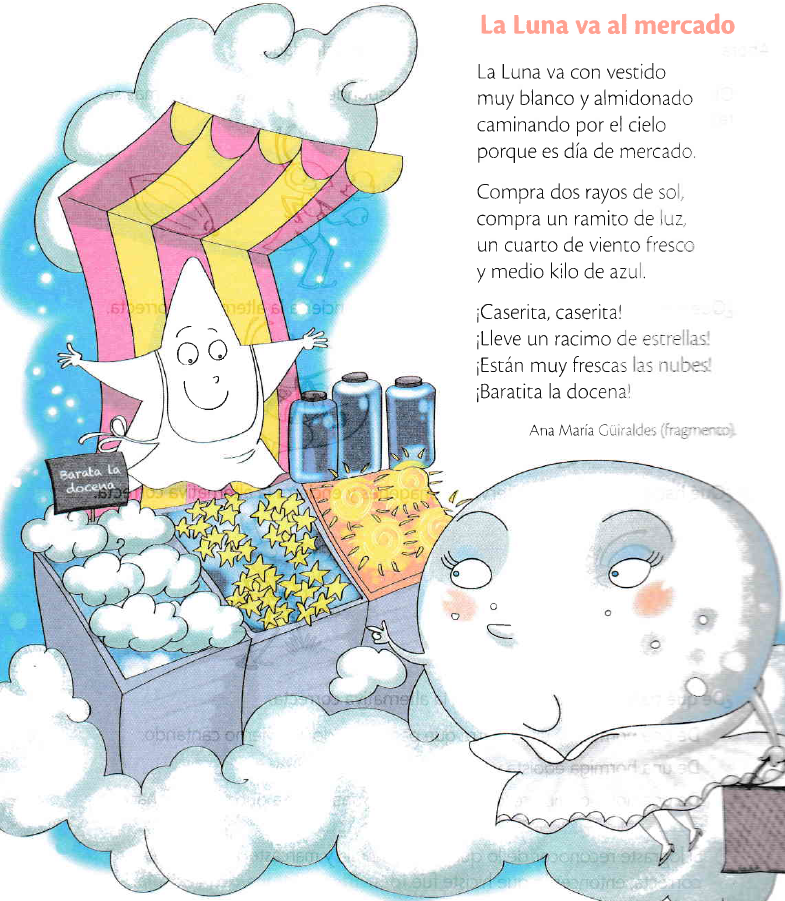 La Luna va al mercado
La Luna va con vestido
muy blanco y almidonado
caminando por el cielo
porque es día de mercado.
Compra dos rayos de sol,
compra un ramito de luz,
un cuarto de viento fresco
y medio kilo de azul.
¡Caserita, caserita!
¡Lleve un racimo de estrellas!
¡Están muy frescas las nubes!
¡Baratita la docena!
Ana María Güiraldes (fragmento).
Barata la
docena